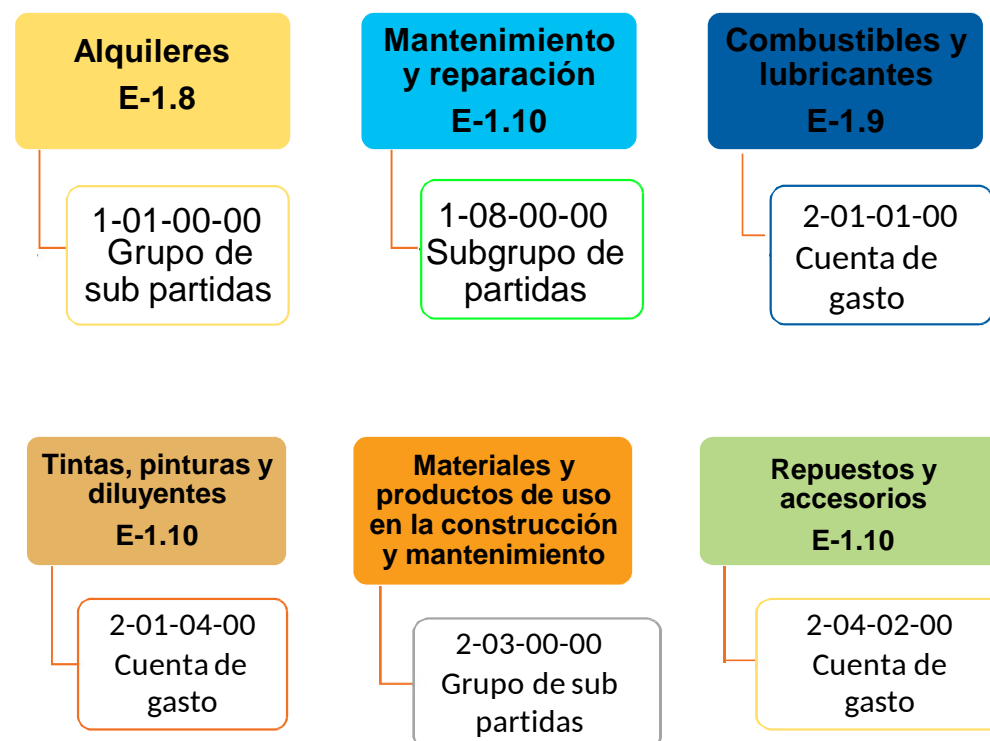 Alquileres
E-1.8
1-01-00-00
Grupo de
sub partidas
Mantenimiento
y reparación
E-1.10
1-08-00-00
Subgrupo de
partidas
Combustibles y
lubricantes
E-1.9
2-01-01-00
Cuenta de
gasto
Tintas, pinturas y
diluyentes
E-1.10
2-01-04-00
Cuenta de
gasto
Materiales y
productos de uso
en la construcción
y mantenimiento
2-03-00-00
Grupo de sub
partidas
Repuestos y
accesorios
E-1.10
2-04-02-00
Cuenta de
gasto